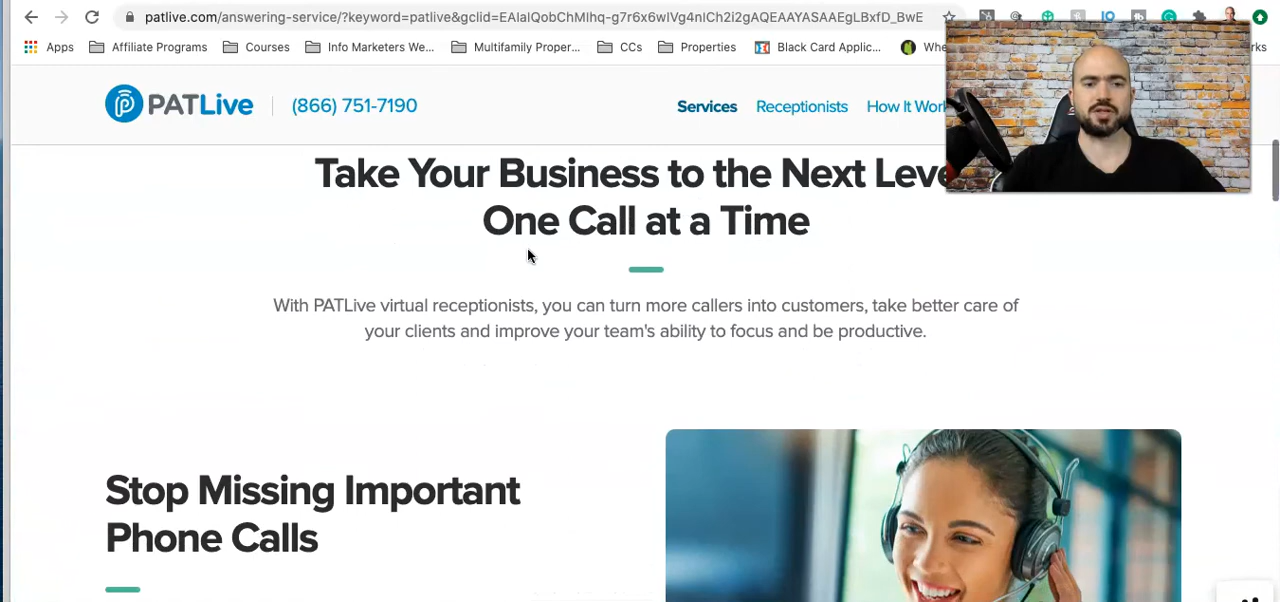 patlive.com/answering-service/?keyword=patlive&gclid=EAIaIQobChMIhq-g7r6x6wIVg4nICh2i2gAQEAAYASAAEgLBxfD_BwE
Apps Affiliate Programs Courses Info Marketers We... Multifamily Proper... CCs Properties Black Card Applic... Whe
PATLive (866) 751-7190 Services Receptionists How It Work
Take Your Business to the Next Leve
One Call at a Time
With PATLive virtual receptionists, you can turn more callers into customers, take better care of
your clients and improve your team's ability to focus and be productive.
Stop Missing Important
Phone Calls